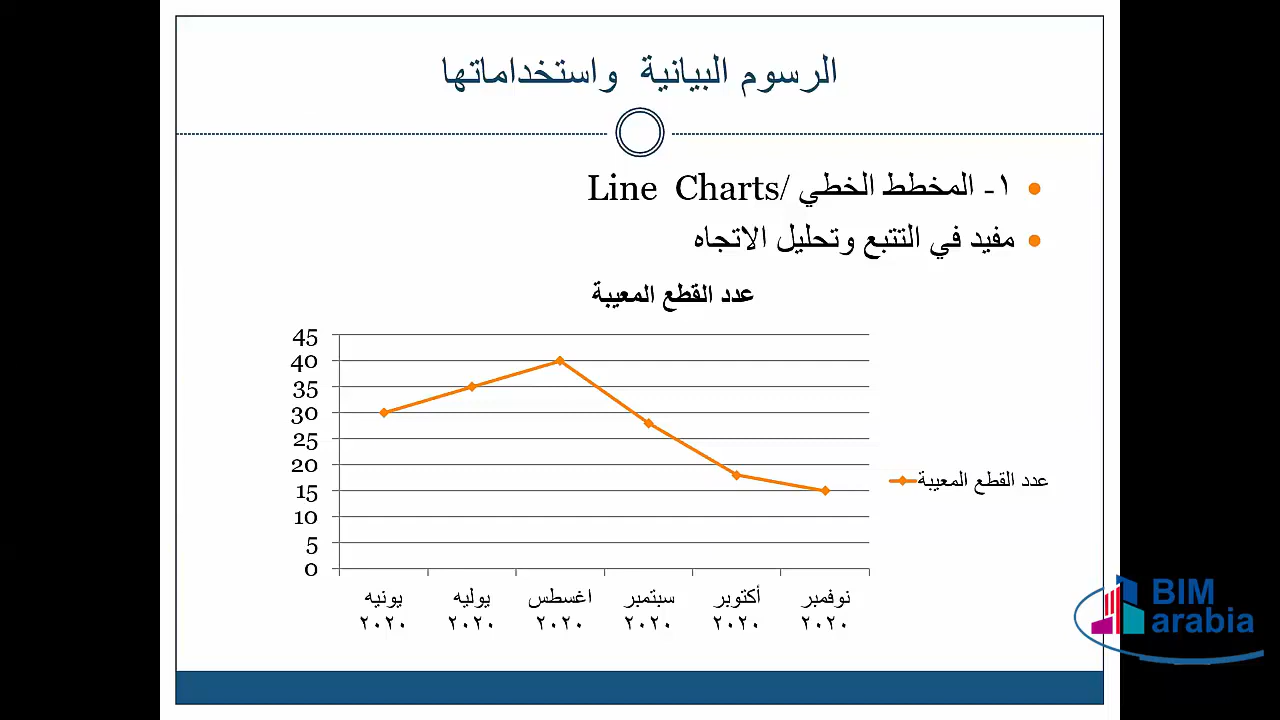 الرسوم البيانية واستخداماتها
١- المخطط الخطي /Line Charts
مفيد في التتبع وتحليل الاتجاه
عدد القطع المعيبة
45
40
35
30
25
20
15
10
5
0
يونيه ٢٠٢٠
يوليه ٢٠٢٠
اغسطس ٢٠٢٠
سبتمبر ٢٠٢٠
أكتوبر ٢٠٢٠
نوفمبر ٢٠٢٠
عدد القطع المعيبة
BIM
arabia